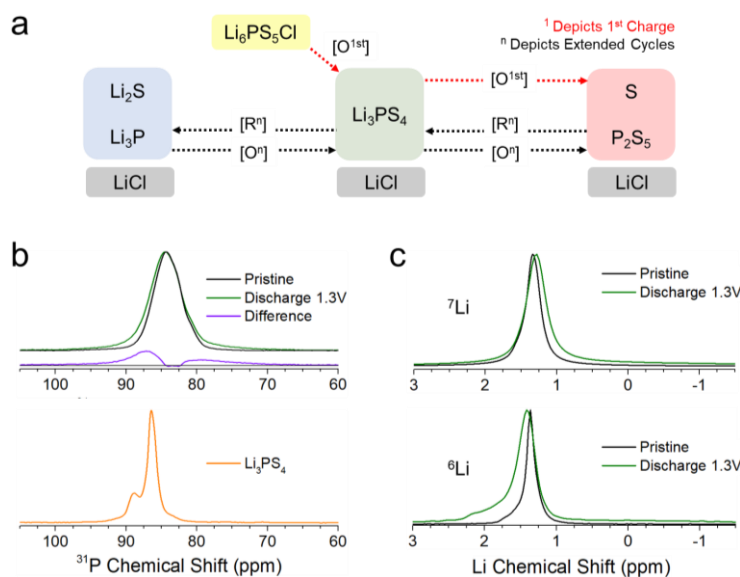 a
Li₆PS₅Cl
¹ Depicts 1ˢᵗ Charge
ⁿ Depicts Extended Cycles
[O¹ˢᵗ]
[O¹ˢᵗ]
Li₂S
Li₃P
[Rⁿ]
[Oⁿ]
Li₃PS₄
[Rⁿ]
[Oⁿ]
S
P₂S₅
LiCl
LiCl
LiCl
b
Pristine
Discharge 1.3V
Difference
100 90 80 70 60
Li₃PS₄
100 90 80 70 60
³¹P Chemical Shift (ppm)
c
Pristine
Discharge 1.3V
⁷Li
3 2 1 0 -1
Pristine
Discharge 1.3V
⁶Li
3 2 1 0 -1
Li Chemical Shift (ppm)